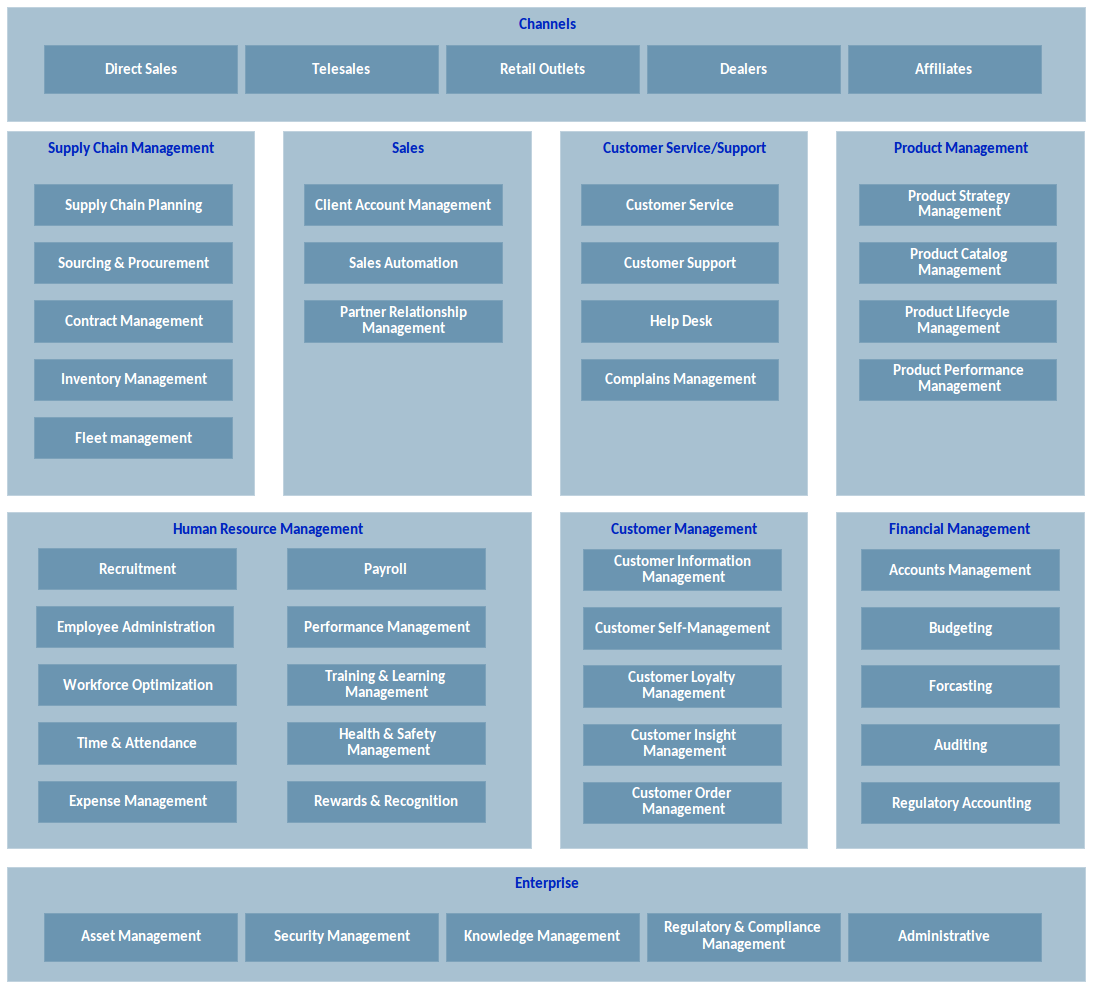 Channels
Direct Sales
Telesales
Retail Outlets
Dealers
Affiliates
Supply Chain Management
Supply Chain Planning
Sourcing & Procurement
Contract Management
Inventory Management
Fleet management
Sales
Client Account Management
Sales Automation
Partner Relationship
Management
Customer Service/Support
Customer Service
Customer Support
Help Desk
Complains Management
Product Management
Product Strategy
Management
Product Catalog
Management
Product Lifecycle
Management
Product Performance
Management
Human Resource Management
Recruitment
Employee Administration
Workforce Optimization
Time & Attendance
Expense Management
Payroll
Performance Management
Training & Learning
Management
Health & Safety
Management
Rewards & Recognition
Customer Management
Customer Information
Management
Customer Self-Management
Customer Loyalty
Management
Customer Insight
Management
Customer Order
Management
Financial Management
Accounts Management
Budgeting
Forcasting
Auditing
Regulatory Accounting
Enterprise
Asset Management
Security Management
Knowledge Management
Regulatory & Compliance
Management
Administrative